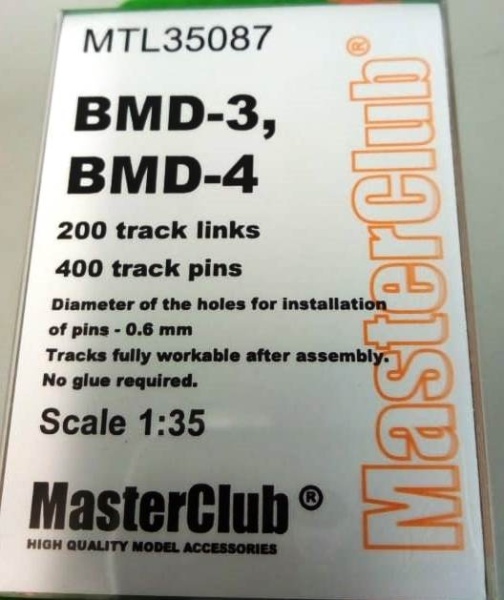 MTL35087
BMD-3,
BMD-4
200 track links
400 track pins
Diameter of the holes for installation
of pins - 0.6 mm
Tracks fully workable after assembly.
No glue required.
Scale 1:35
MasterClub ®
HIGH QUALITY MODEL ACCESSORIES
MasterClub®